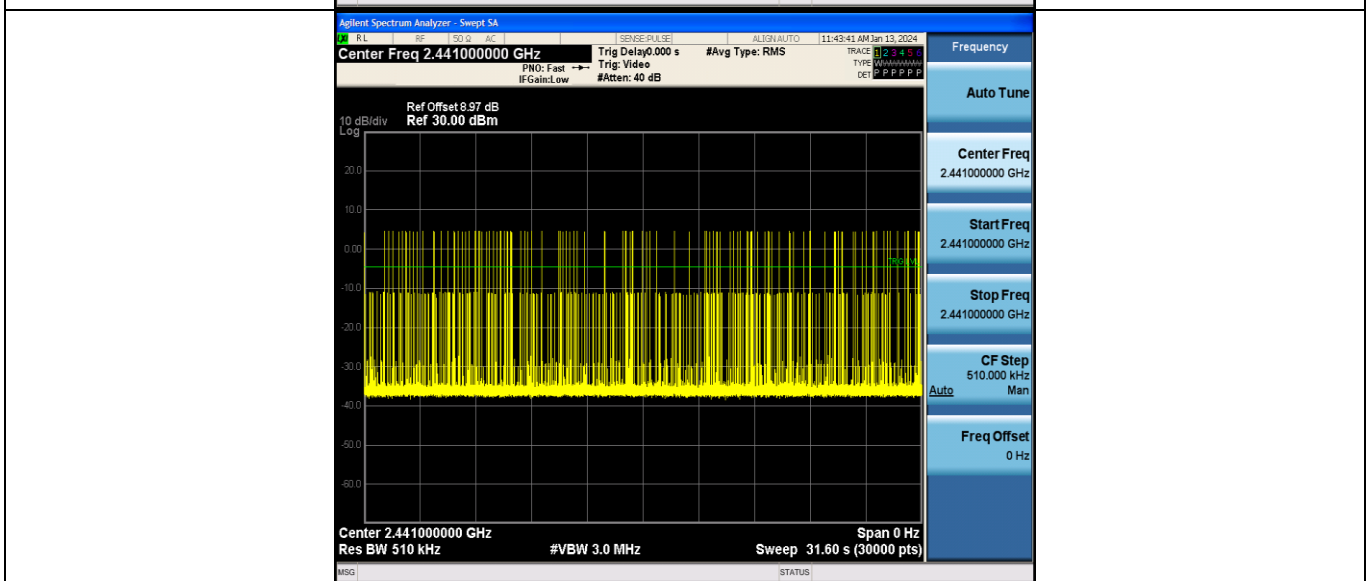 Agilent Spectrum Analyzer - Swept SA
RL RF 50 Ω AC SENSE:PULSE ALIGN AUTO 11:43:41 AM Jan 13, 2024
Center Freq 2.441000000 GHz
PNO: Fast
IFGain:Low
Trig Delay0.000 s
Trig: Video
#Atten: 40 dB
#Avg Type: RMS
TRACE 1 2 3 4 5 6
TYPE
DET P P P P P P
Frequency
Ref Offset 8.97 dB
10 dB/div Ref 30.00 dBm
Log
20.0
10.0
0.00
-10.0
-20.0
-30.0
-40.0
-50.0
-60.0
TRIG LVL
Center 2.441000000 GHz Span 0 Hz
Res BW 510 kHz #VBW 3.0 MHz Sweep 31.60 s (30000 pts)
MSG STATUS
Auto Tune
Center Freq
2.441000000 GHz
Start Freq
2.441000000 GHz
Stop Freq
2.441000000 GHz
CF Step
510.000 kHz
Auto Man
Freq Offset
0 Hz